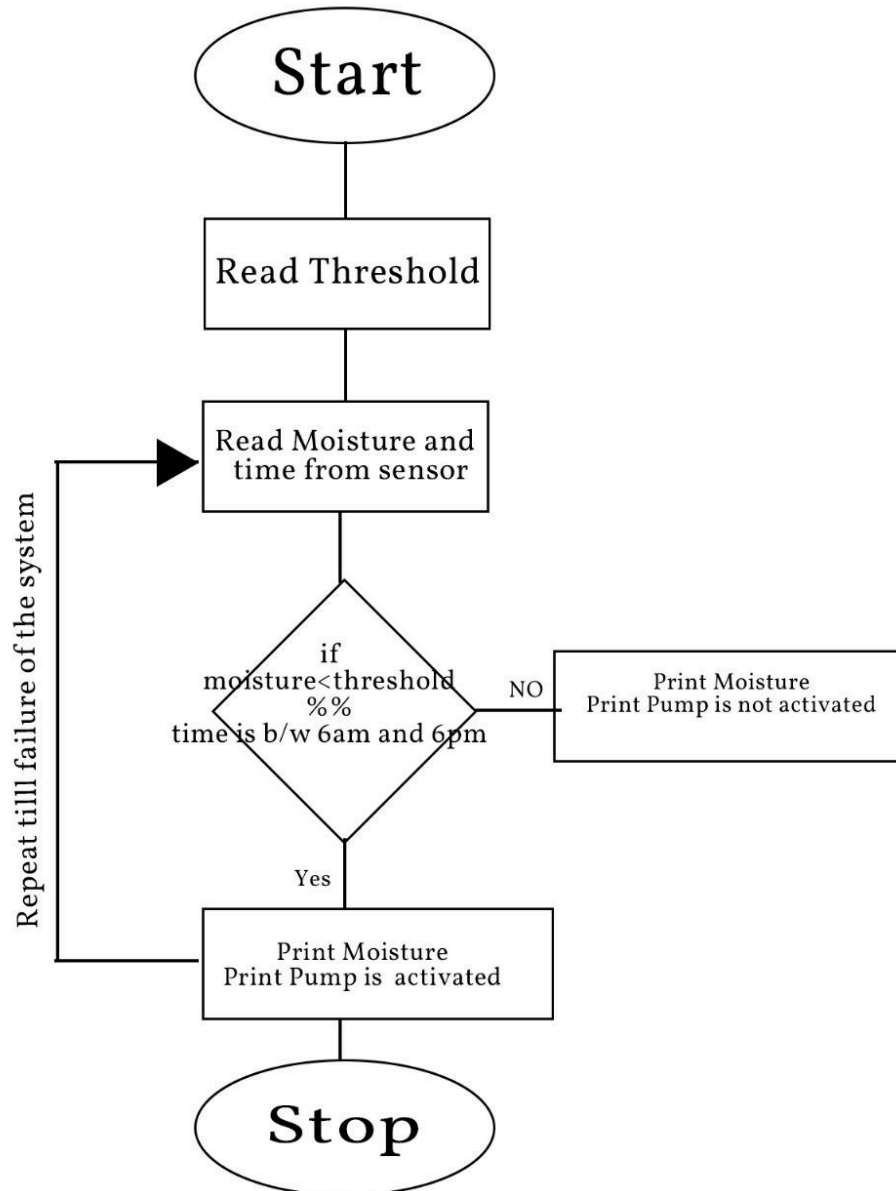 Start
Read Threshold
Read Moisture and
time from sensor
Repeat tilll failure of the system
if
moisture<threshold
%%
time is b/w 6am and 6pm
NO
Print Moisture
Print Pump is not activated
Yes
Print Moisture
Print Pump is activated
Stop